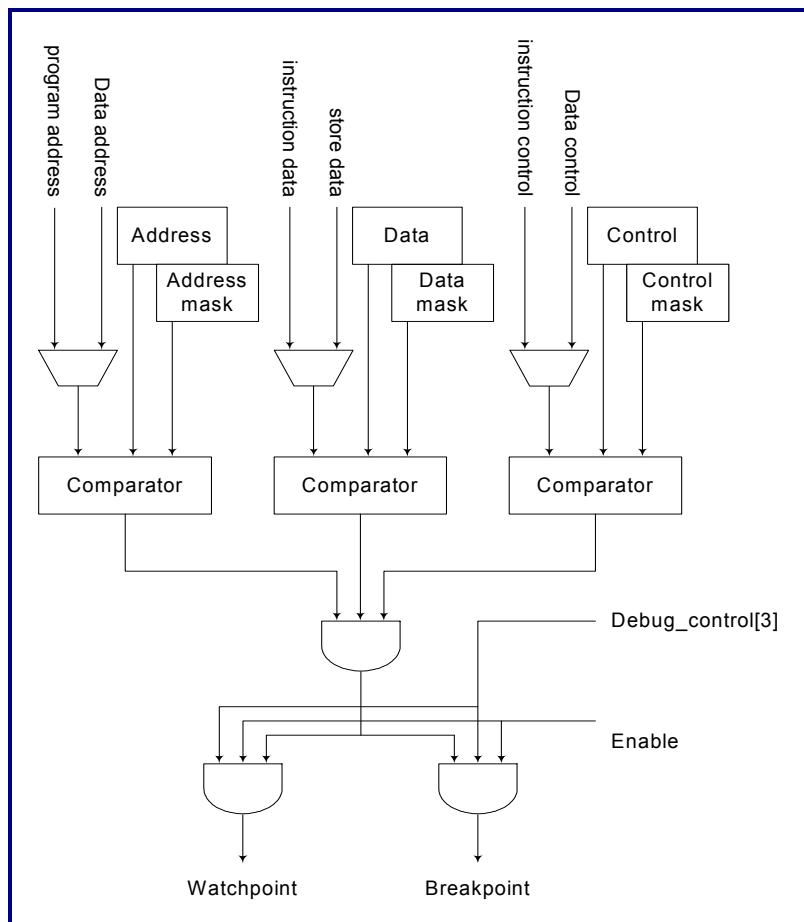 program address
Data address
instruction data
store data
instruction control
Data control
Address
Address
mask
Data
Data
mask
Control
Control
mask
Comparator
Comparator
Comparator
Debug_control[3]
Enable
Watchpoint
Breakpoint